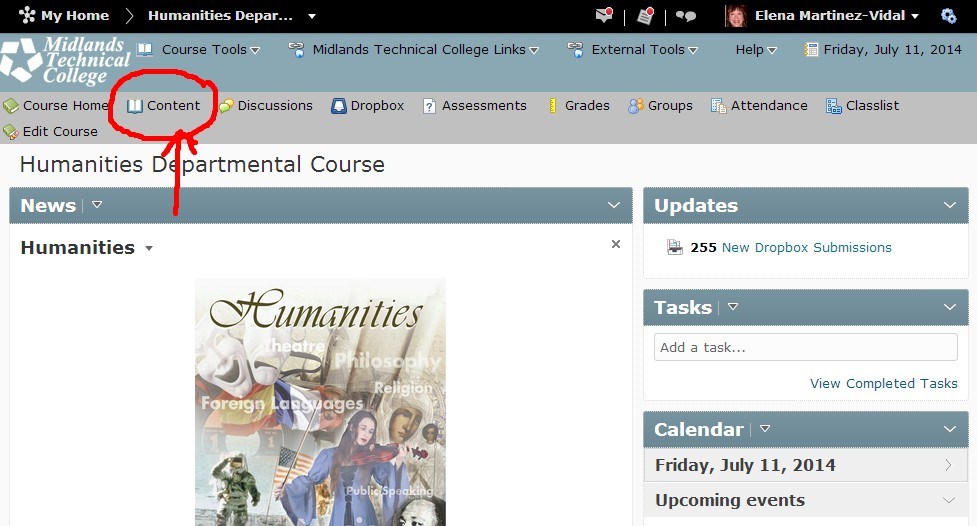 My Home Humanities Depar... Elena Martinez-Vidal
Midlands
Technical
College
Course Tools Midlands Technical College Links External Tools Help Friday, July 11, 2014
Course Home Content Discussions Dropbox Assessments Grades Groups Attendance Classlist
Edit Course
Humanities Departmental Course
News
Updates
Humanities
255 New Dropbox Submissions
Humanities
Theatre
Philosophy
Religion
Foreign Languages
Public Speaking
Tasks
Add a task...
View Completed Tasks
Calendar
Friday, July 11, 2014
Upcoming events